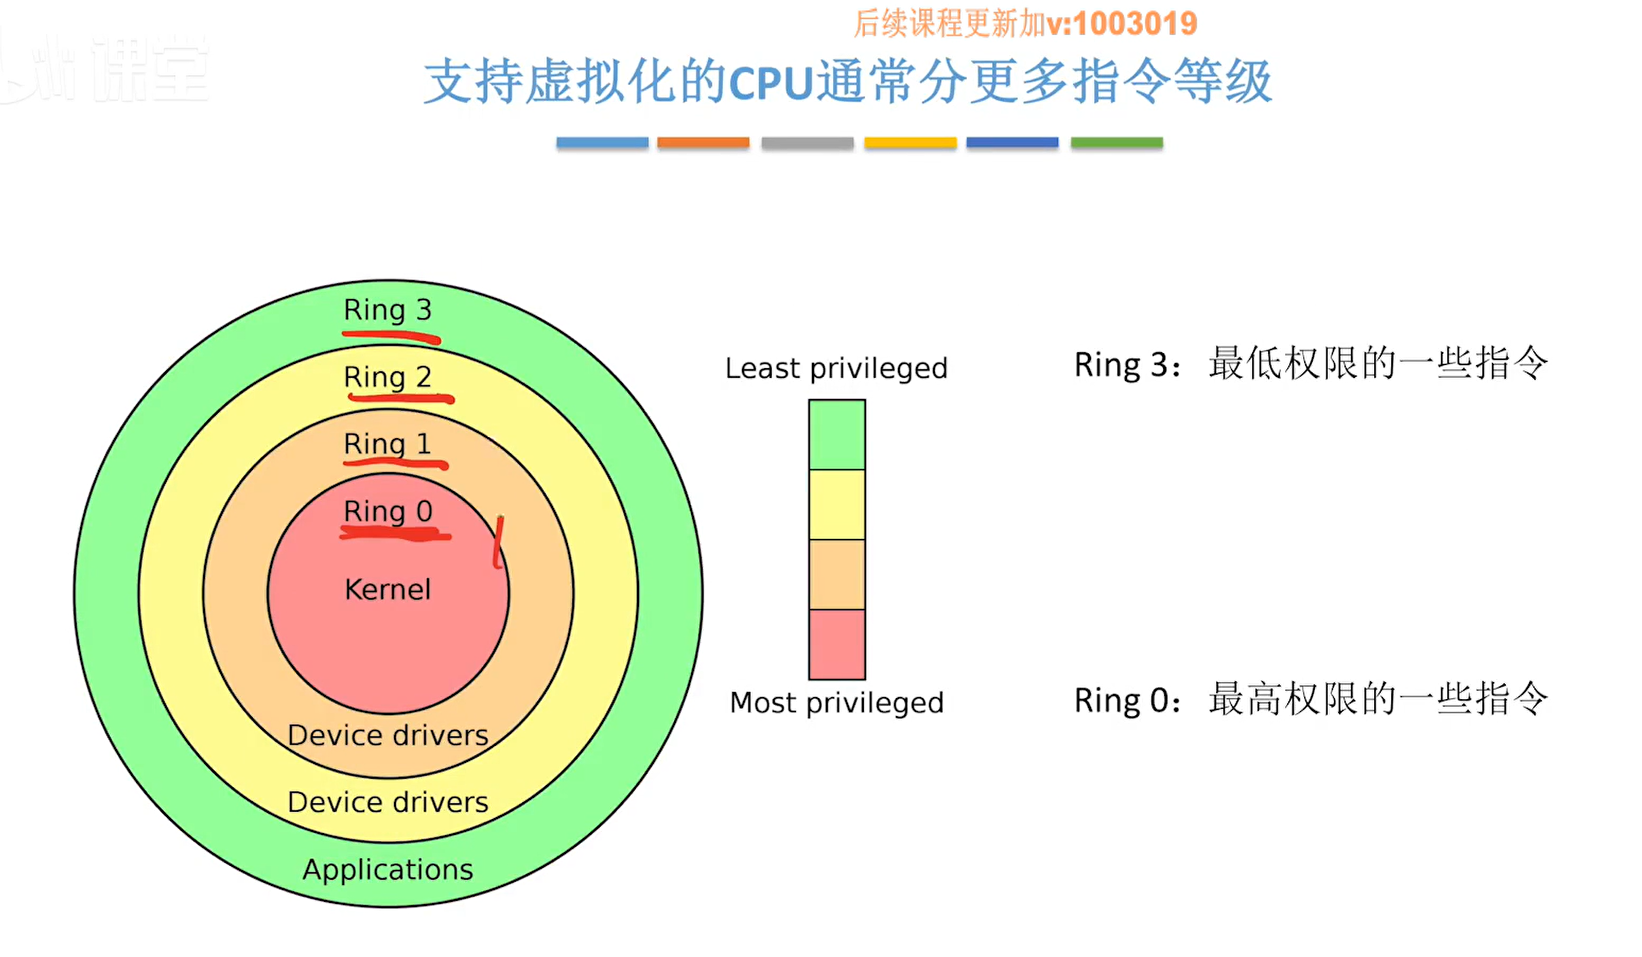 后续课程更新加v:1003019
课堂
支持虚拟化的CPU通常分更多指令等级
Ring 3
Ring 2
Ring 1
Ring 0
Kernel
Device drivers
Device drivers
Applications
Least privileged
Most privileged
Ring 3：最低权限的一些指令
Ring 0：最高权限的一些指令